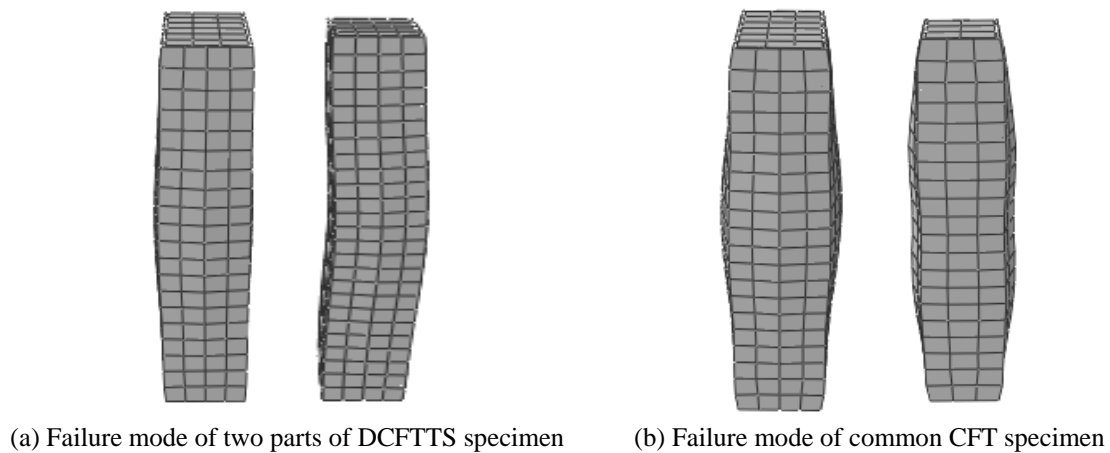 (a) Failure mode of two parts of DCFTTS specimen
(b) Failure mode of common CFT specimen